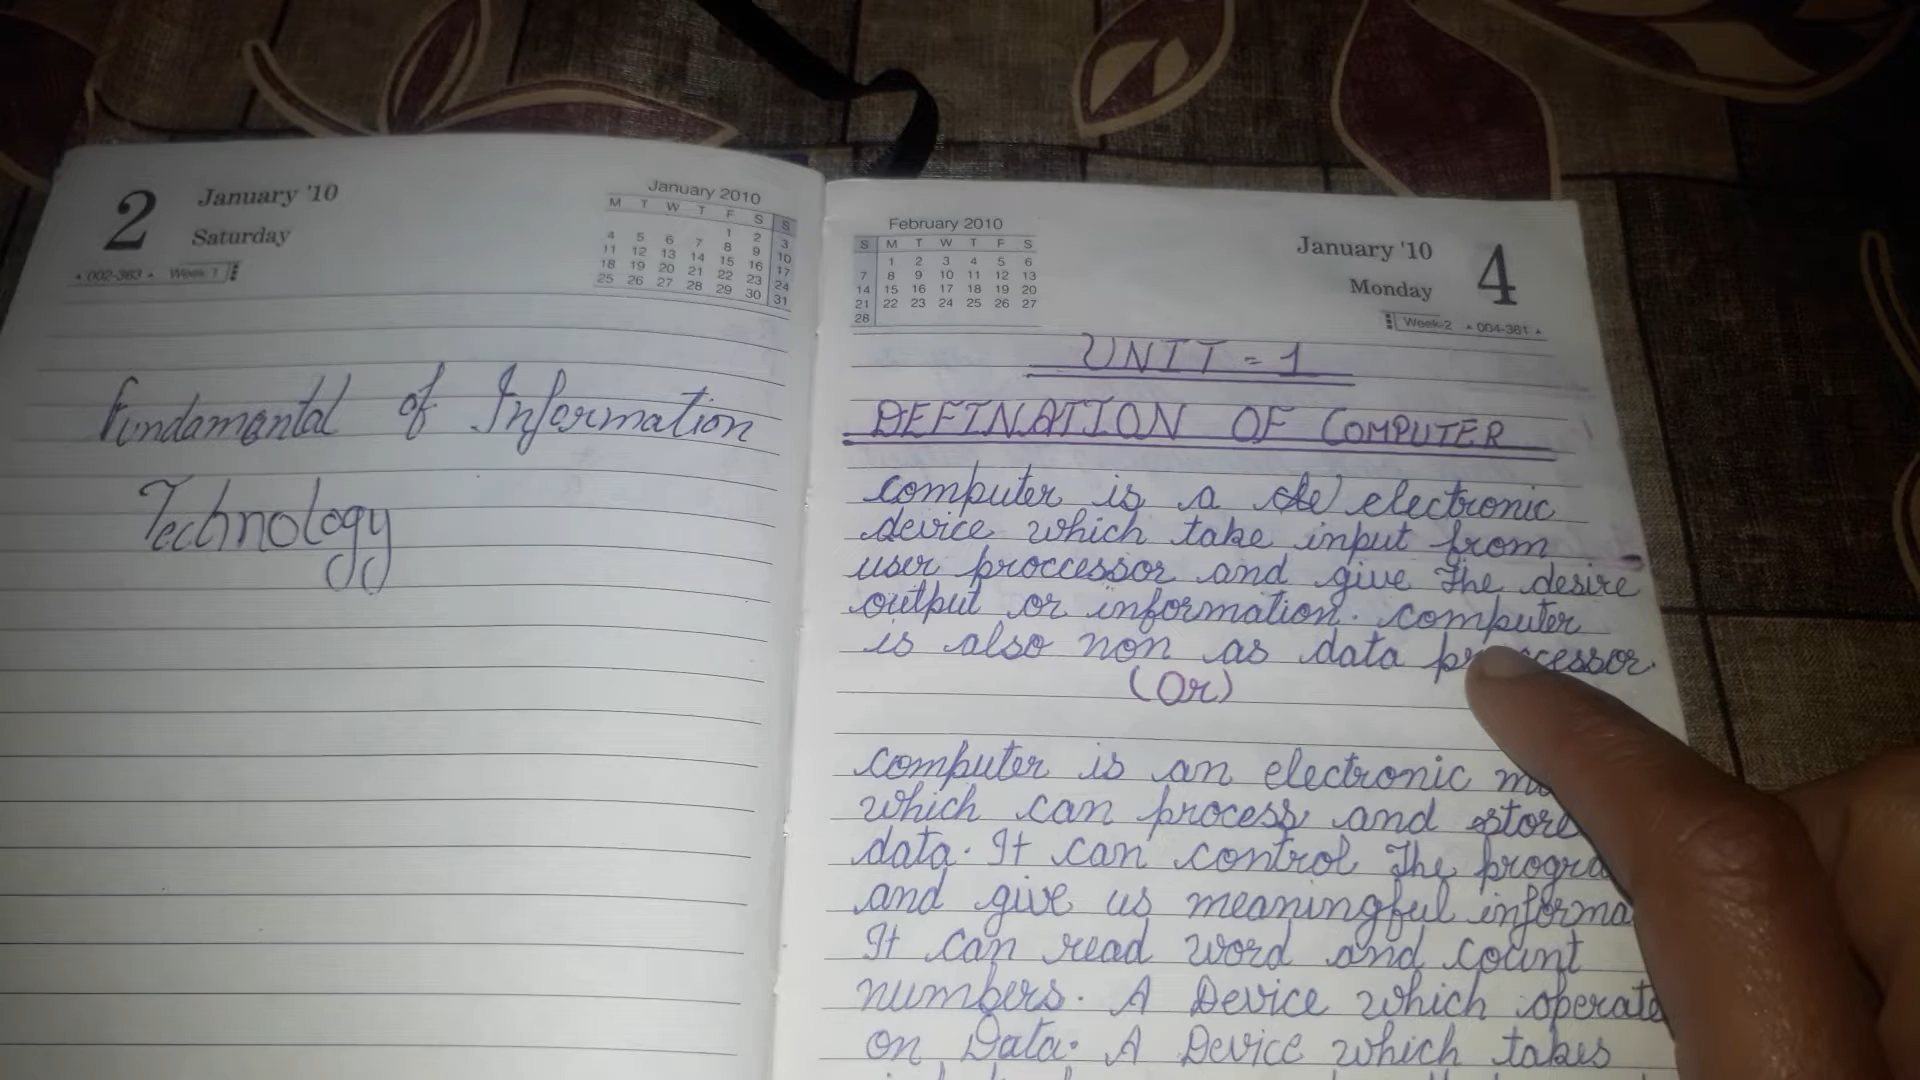 2
January '10
Saturday
002-363 Week 1
January 2010
M T W T F S S
1 2 3
4 5 6 7 8 9 10
11 12 13 14 15 16 17
18 19 20 21 22 23 24
25 26 27 28 29 30 31
Fundamental of Information
Technology
February 2010
S M T W T F S
1 2 3 4 5 6
7 8 9 10 11 12 13
14 15 16 17 18 19 20
21 22 23 24 25 26 27
28
January '10
Monday
4
Week-2 004-361
UNIT = 1
DEFINATION OF COMPUTER
computer is a electronic
device which take input from
user proccessor and give the desire
output or information. computer
is also non as data
(Or)
computer is an electronic
which can process and store
data. It can control The
and give us meaningful
It can read word and count
numbers. A Device which operate
on Data. A Device which takes